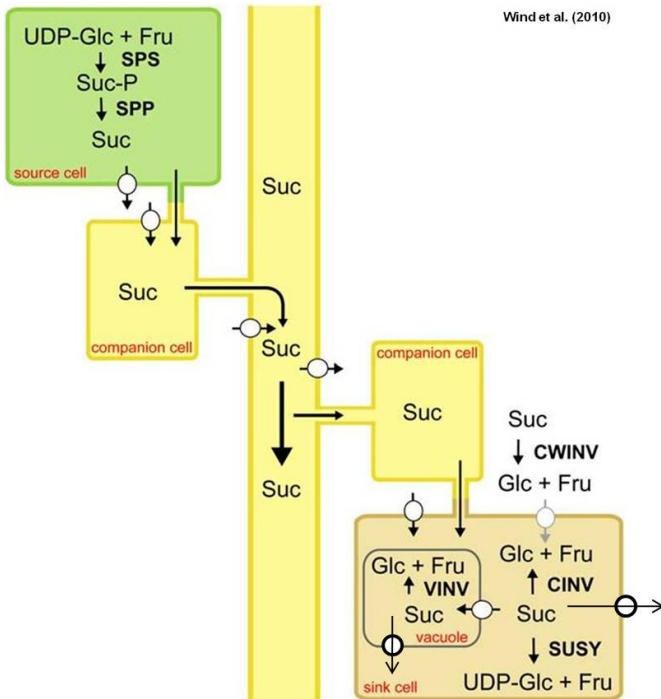 Wind et al. (2010)
UDP-Glc + Fru
SPS
Suc-P
SPP
Suc
source cell
Suc
Suc
companion cell
Suc
companion cell
Suc
Suc
CWINV
Glc + Fru
Suc
Glc + Fru
Glc + Fru
VINV
CINV
Suc
Suc
vacuole
SUSY
sink cell
UDP-Glc + Fru